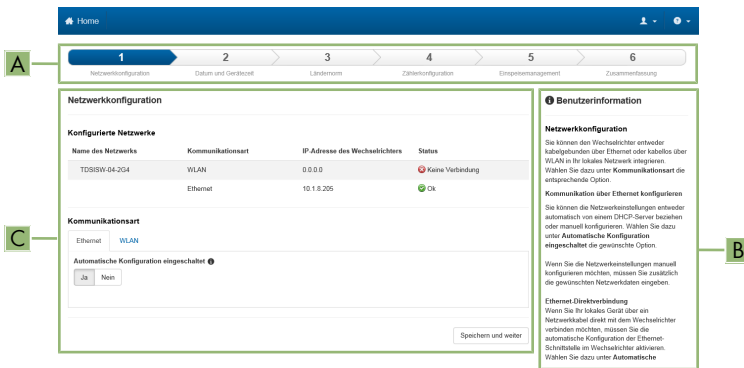 Home
A
1 2 3 4 5 6
Netzwerkkonfiguration Datum und Gerätezeit Ländernorm Zählerkonfiguration Einspeisemanagement Zusammenfassung
C
Netzwerkkonfiguration
Konfigurierte Netzwerke
Name des Netzwerks Kommunikationsart IP-Adresse des Wechselrichters Status
TDSISW-04-2G4 WLAN 0.0.0.0 Keine Verbindung
Ethernet 10.1.8.205 Ok
Kommunikationsart
Ethernet WLAN
Automatische Konfiguration eingeschaltet
Ja Nein
Speichern und weiter
B
Benutzerinformation
Netzwerkkonfiguration
Sie können den Wechselrichter entweder
kabelgebunden über Ethernet oder kabellos über
WLAN in Ihr lokales Netzwerk integrieren.
Wählen Sie dazu unter Kommunikationsart die
entsprechende Option.
Kommunikation über Ethernet konfigurieren
Sie können die Netzwerkeinstellungen entweder
automatisch von einem DHCP-Server beziehen
oder manuell konfigurieren. Wählen Sie dazu
unter Automatische Konfiguration
eingeschaltet die gewünschte Option.
Wenn Sie die Netzwerkeinstellungen manuell
konfigurieren möchten, müssen Sie zusätzlich
die gewünschten Netzwerkdaten eingeben.
Ethernet-Direktverbindung
Wenn Sie Ihr lokales Gerät über ein
Netzwerkkabel direkt mit dem Wechselrichter
verbinden möchten, müssen Sie die
automatische Konfiguration der Ethernet-
Schnittstelle im Wechselrichter aktivieren.
Wählen Sie dazu unter Automatische